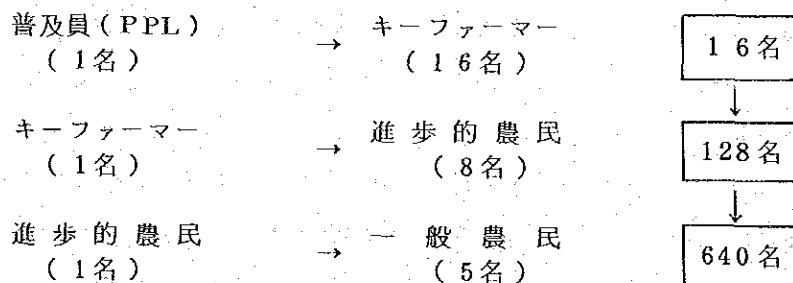 普及員(PPL) → キーファーマー 16名
(1名) (16名)
↓
キーファーマー → 進歩的農民 128名
(1名) (8名)
↓
進歩的農民 → 一般農民 640名
(1名) (5名)